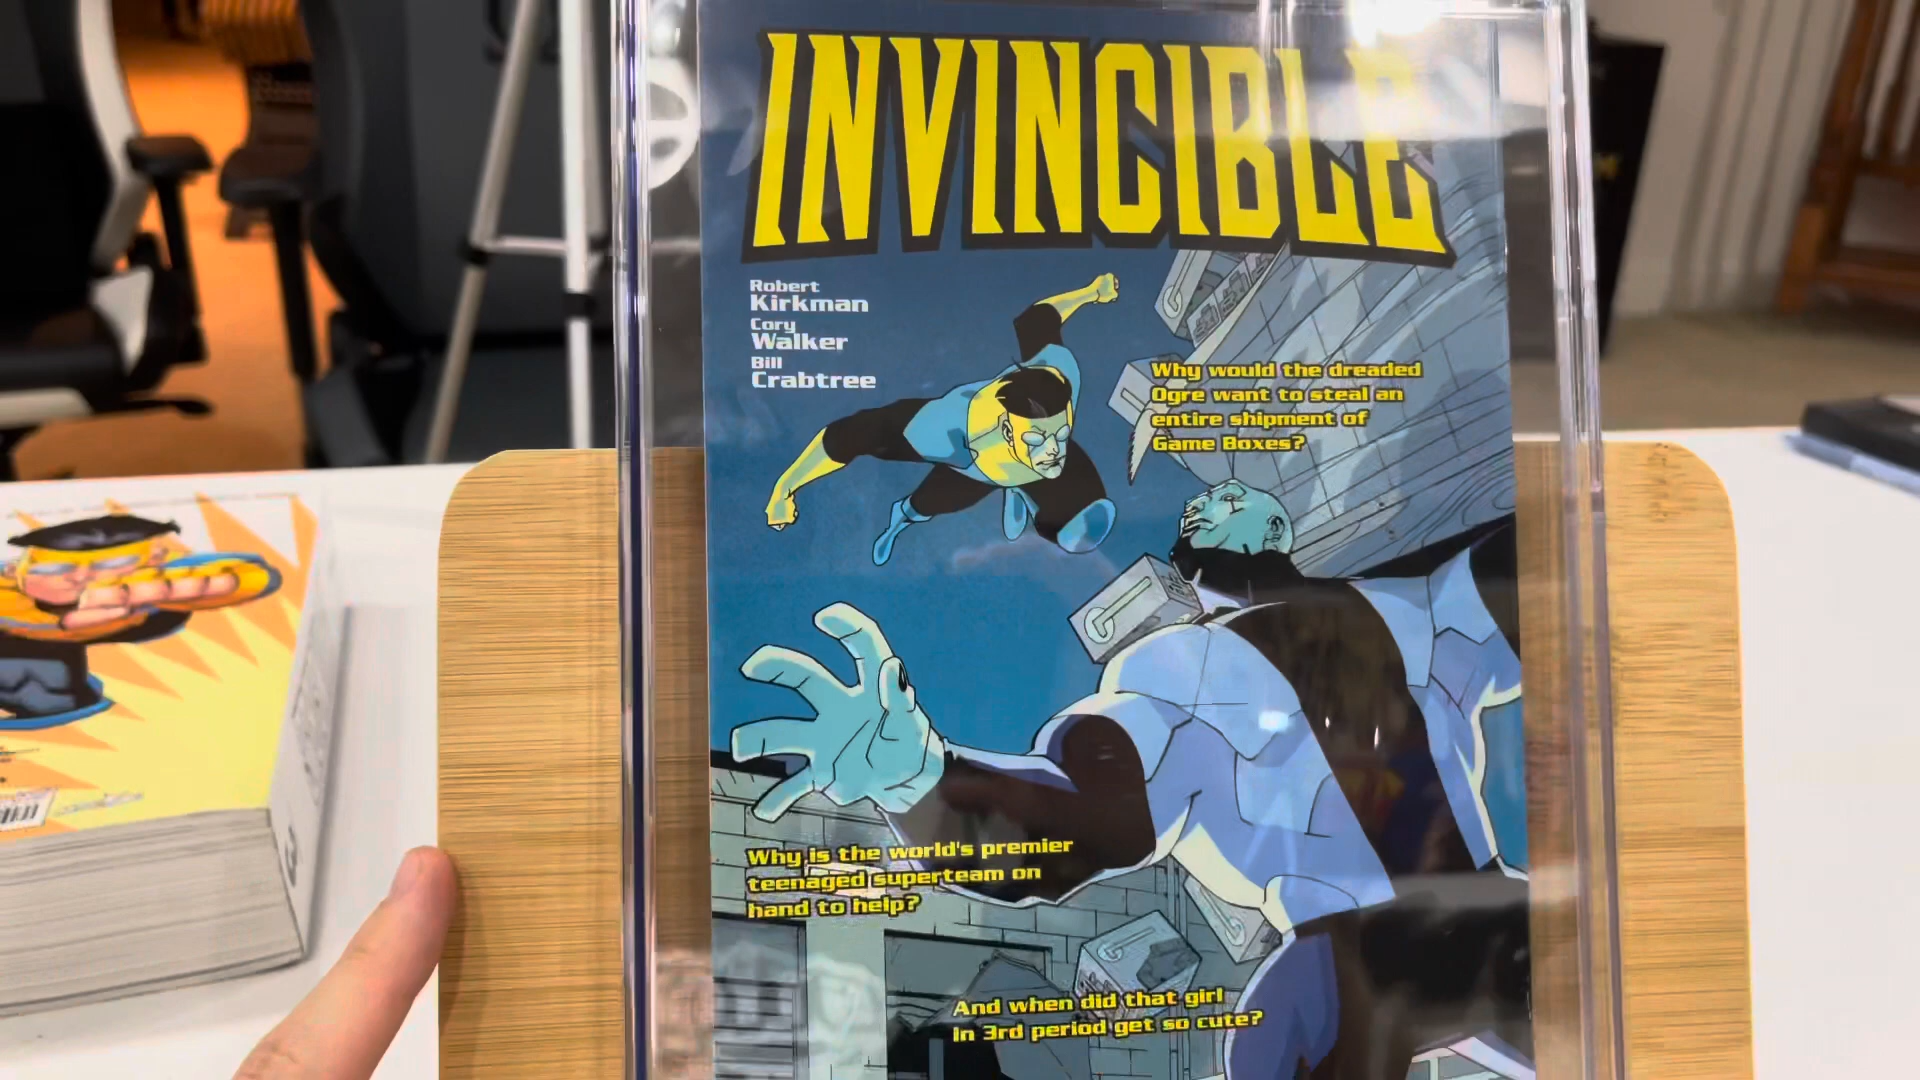 INVINCIBLE
Robert
Kirkman
Cory
Walker
Bill
Crabtree
Why would the dreaded
Ogre want to steal an
entire shipment of
Game Boxes?
Why is the world's premier
teenaged superteam on
hand to help?
And when did that girl
in 3rd period get so cute?
3